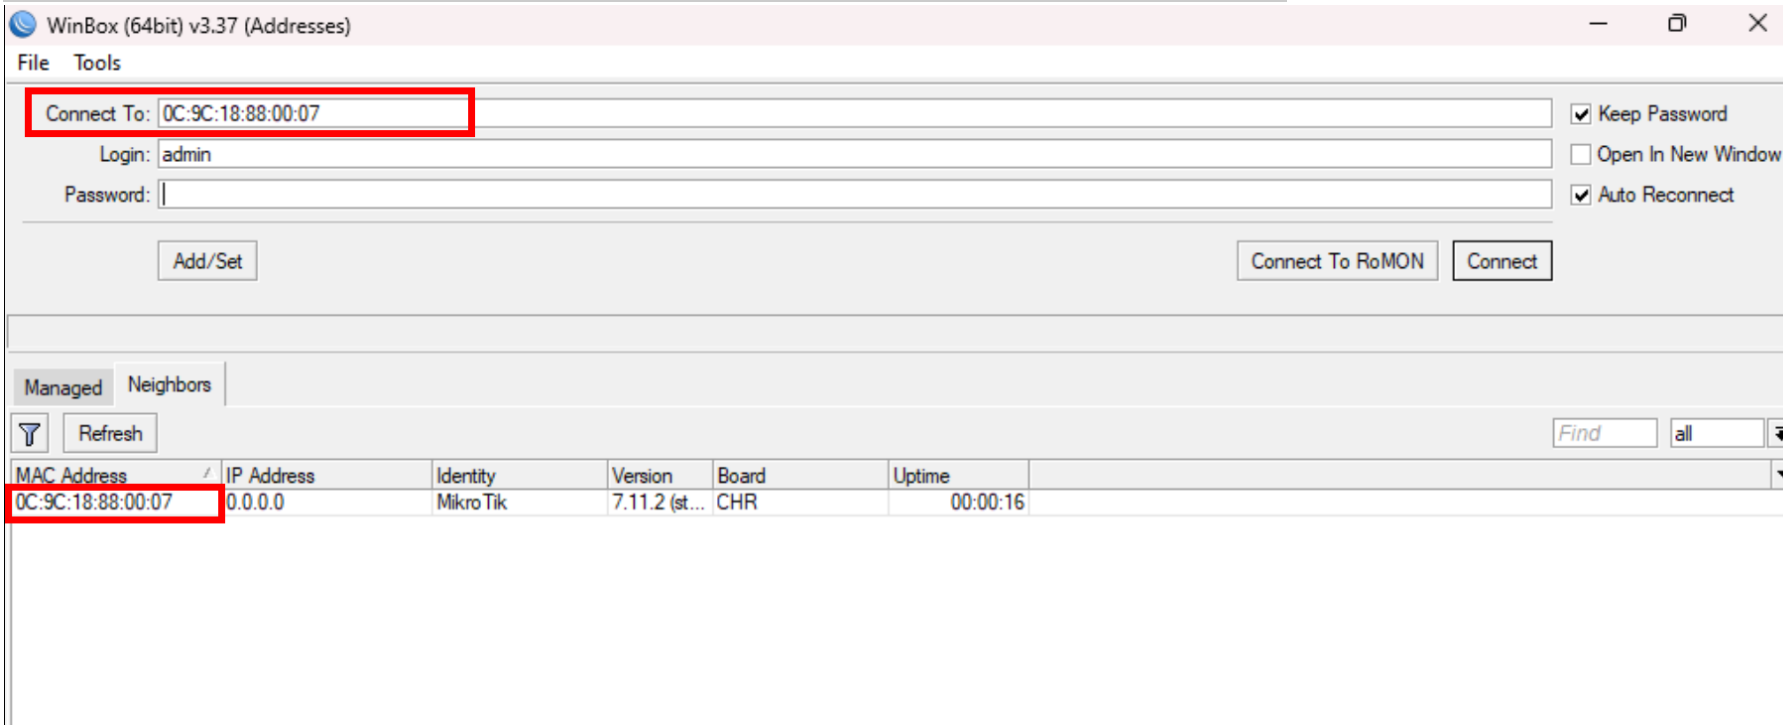 WinBox (64bit) v3.37 (Addresses)
File Tools
Connect To: 0C:9C:18:88:00:07
Keep Password
Login: admin
Open In New Window
Password:
Auto Reconnect
Add/Set
Connect To RoMON Connect
Managed Neighbors
Refresh
Find all
MAC Address IP Address Identity Version Board Uptime
0C:9C:18:88:00:07 0.0.0.0 MikroTik 7.11.2 (st... CHR 00:00:16